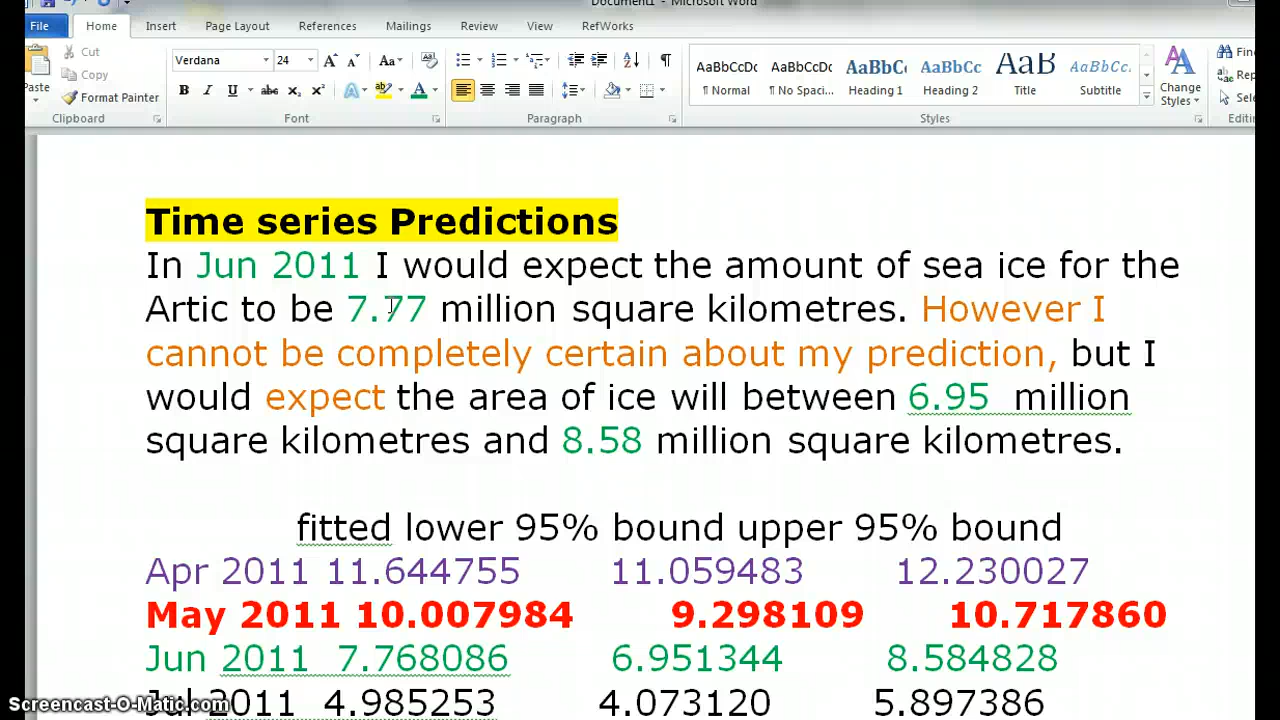 Document1 - Microsoft Word
File Home Insert Page Layout References Mailings Review View RefWorks
Cut
Copy
Paste
Format Painter
Clipboard
Verdana 24
Font
Paragraph
AaBbCcDc AaBbCcDc AaBbC AaBbCc AaB AaBbCc.
¶ Normal ¶ No Spaci... Heading 1 Heading 2 Title Subtitle
Change
Styles
Styles
Time series Predictions
In Jun 2011 I would expect the amount of sea ice for the
Artic to be 7.77 million square kilometres. However I
cannot be completely certain about my prediction, but I
would expect the area of ice will between 6.95 million
square kilometres and 8.58 million square kilometres.
fitted lower 95% bound upper 95% bound
Apr 2011 11.644755 11.059483 12.230027
May 2011 10.007984 9.298109 10.717860
Jun 2011 7.768086 6.951344 8.584828
Jul 2011 4.985253 4.073120 5.897386
Screencast-O-Matic.com